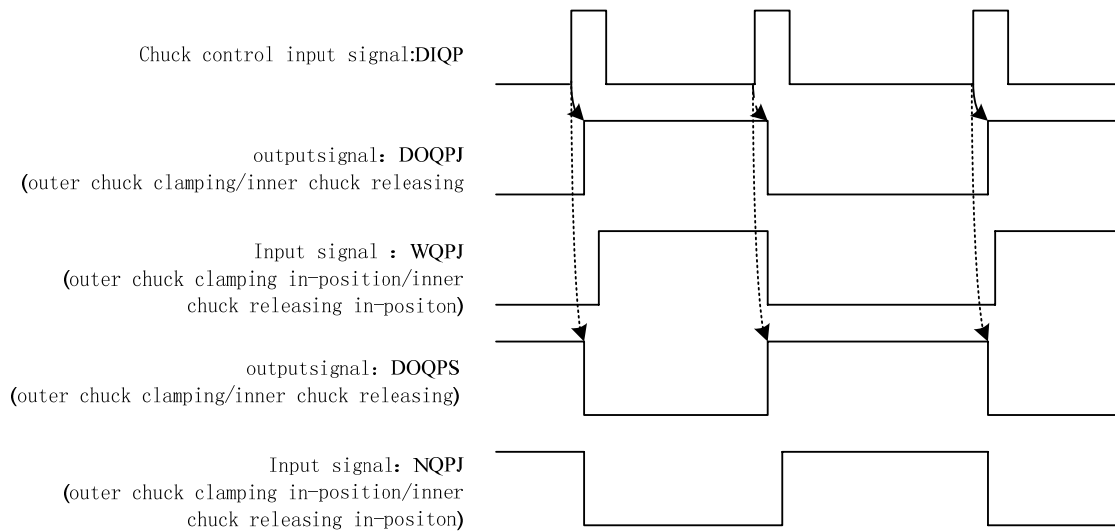 Chuck control input signal:DIQP
outputsignal: DOQPJ
(outer chuck clamping/inner chuck releasing
Input signal : WQPJ
(outer chuck clamping in-position/inner
chuck releasing in-positon)
outputsignal: DOQPS
(outer chuck clamping/inner chuck releasing)
Input signal: NQPJ
(outer chuck clamping in-position/inner
chuck releasing in-positon)